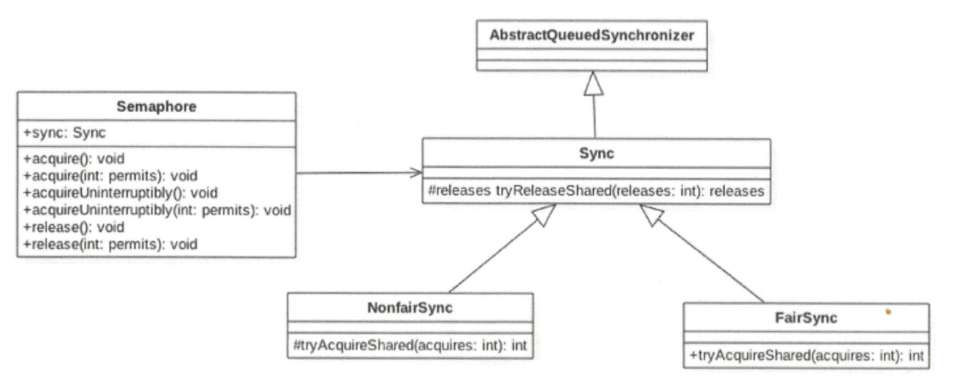 AbstractQueuedSynchronizer
Semaphore
+sync: Sync
+acquire(): void
+acquire(int: permits): void
+acquireUninterruptibly(): void
+acquireUninterruptibly(int: permits): void
+release(): void
+release(int: permits): void
Sync
#releases tryReleaseShared(releases: int): releases
NonfairSync
#tryAcquireShared(acquires: int): int
FairSync
+tryAcquireShared(acquires: int): int